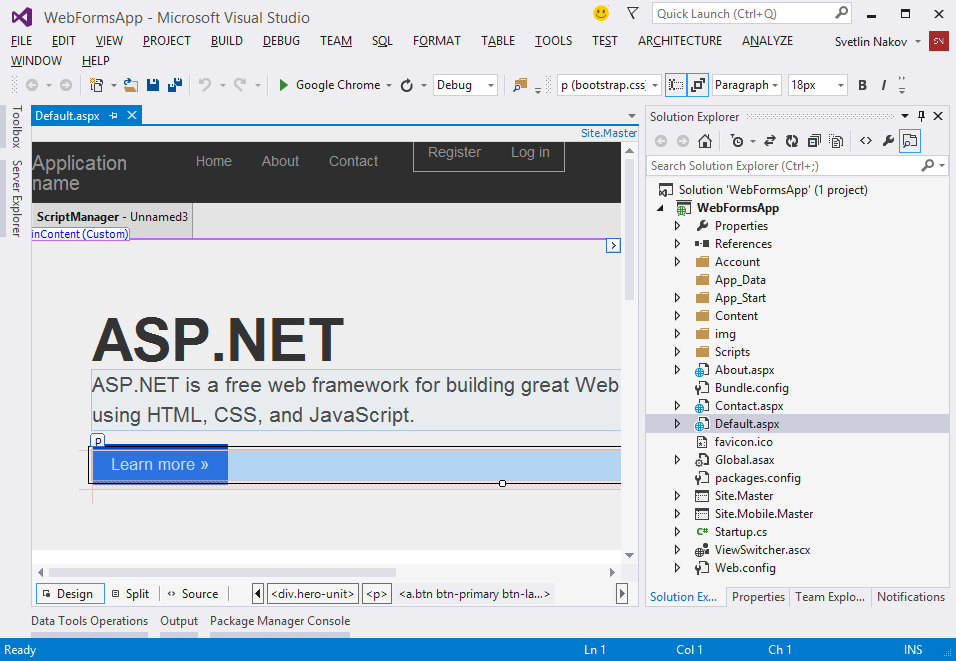 WebFormsApp - Microsoft Visual Studio
Quick Launch (Ctrl+Q)
FILE EDIT VIEW PROJECT BUILD DEBUG TEAM SQL FORMAT TABLE TOOLS TEST ARCHITECTURE ANALYZE Svetlin Nakov SN
WINDOW HELP
Google Chrome Debug p (bootstrap.css) Paragraph 18px B I "
Toolbox
Server Explorer
Default.aspx
Site.Master
Application name
Home About Contact Register Log in
ScriptManager - Unnamed3
inContent (Custom)
ASP.NET
ASP.NET is a free web framework for building great Web
using HTML, CSS, and JavaScript.
p
Learn more »
Design Split Source <div.hero-unit> <p> <a.btn btn-primary btn-la...>
Solution Explorer
Search Solution Explorer (Ctrl+;)
Solution 'WebFormsApp' (1 project)
WebFormsApp
Properties
References
Account
App_Data
App_Start
Content
img
Scripts
About.aspx
Bundle.config
Contact.aspx
Default.aspx
favicon.ico
Global.asax
packages.config
Site.Master
Site.Mobile.Master
C# Startup.cs
ViewSwitcher.ascx
Web.config
Solution Ex... Properties Team Explo... Notifications
Data Tools Operations Output Package Manager Console
Ready Ln 1 Col 1 Ch 1 INS